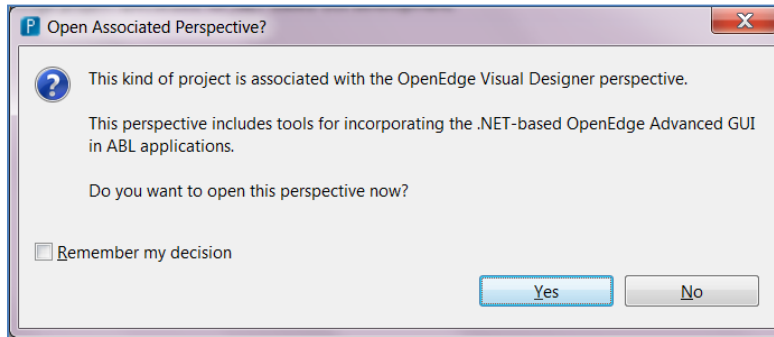 Open Associated Perspective?
This kind of project is associated with the OpenEdge Visual Designer perspective.
This perspective includes tools for incorporating the .NET-based OpenEdge Advanced GUI
in ABL applications.
Do you want to open this perspective now?
Remember my decision
Yes
No